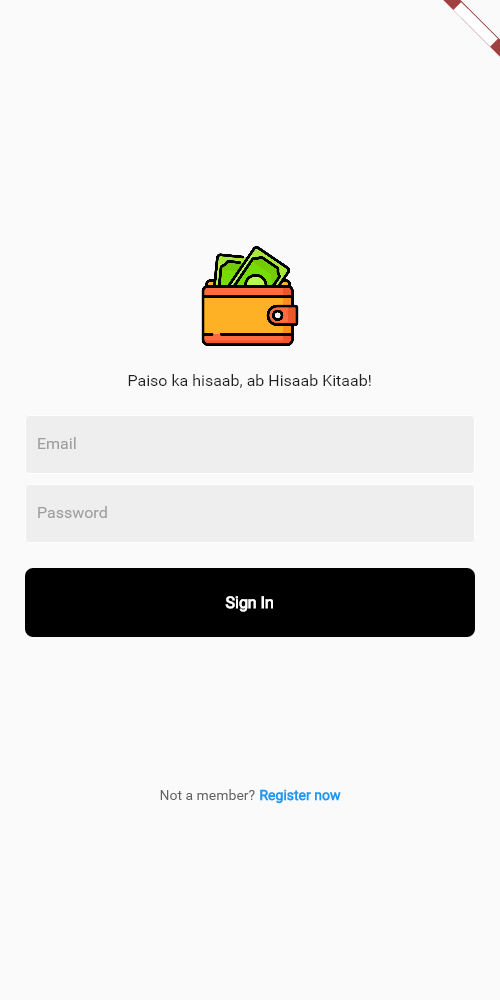 Paiso ka hisaab, ab Hisaab Kitaab!
Email
Password
Sign In
Not a member? Register now